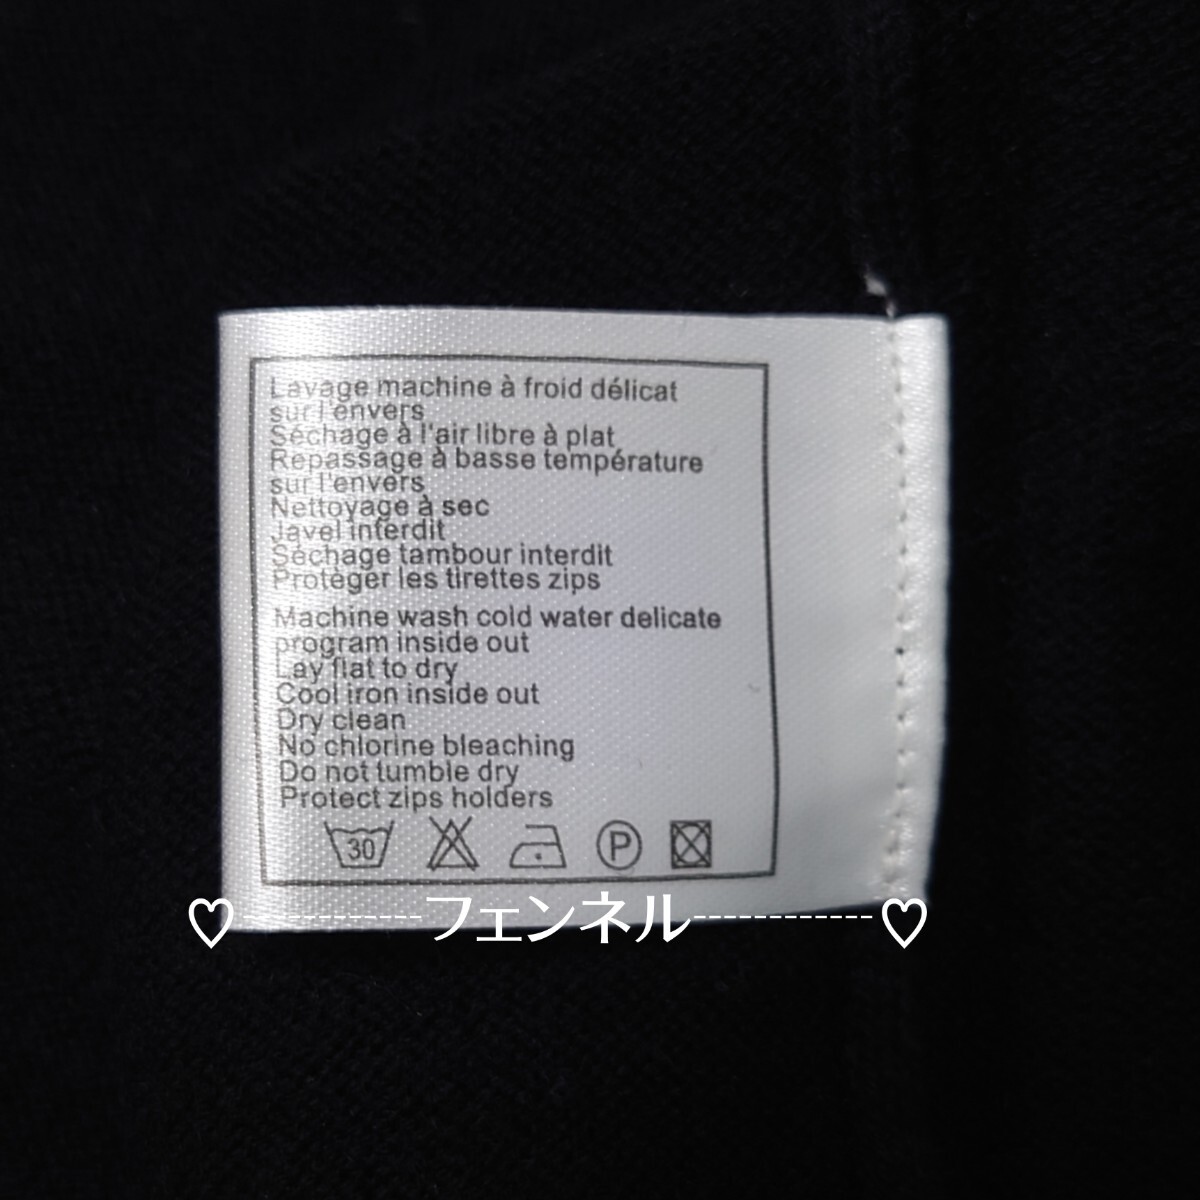 Lavage machine à froid délicat
sur l'envers
Séchage à l'air libre à plat
Repassage à basse température
sur l'envers
Nettoyage à sec
Javel interdit
Séchage tambour interdit
Protéger les tirettes zips
Machine wash cold water delicate
program inside out
Lay flat to dry
Cool iron inside out
Dry clean
No chlorine bleaching
Do not tumble dry
Protect zips holders
30 P
♡------------フェンネル------------♡